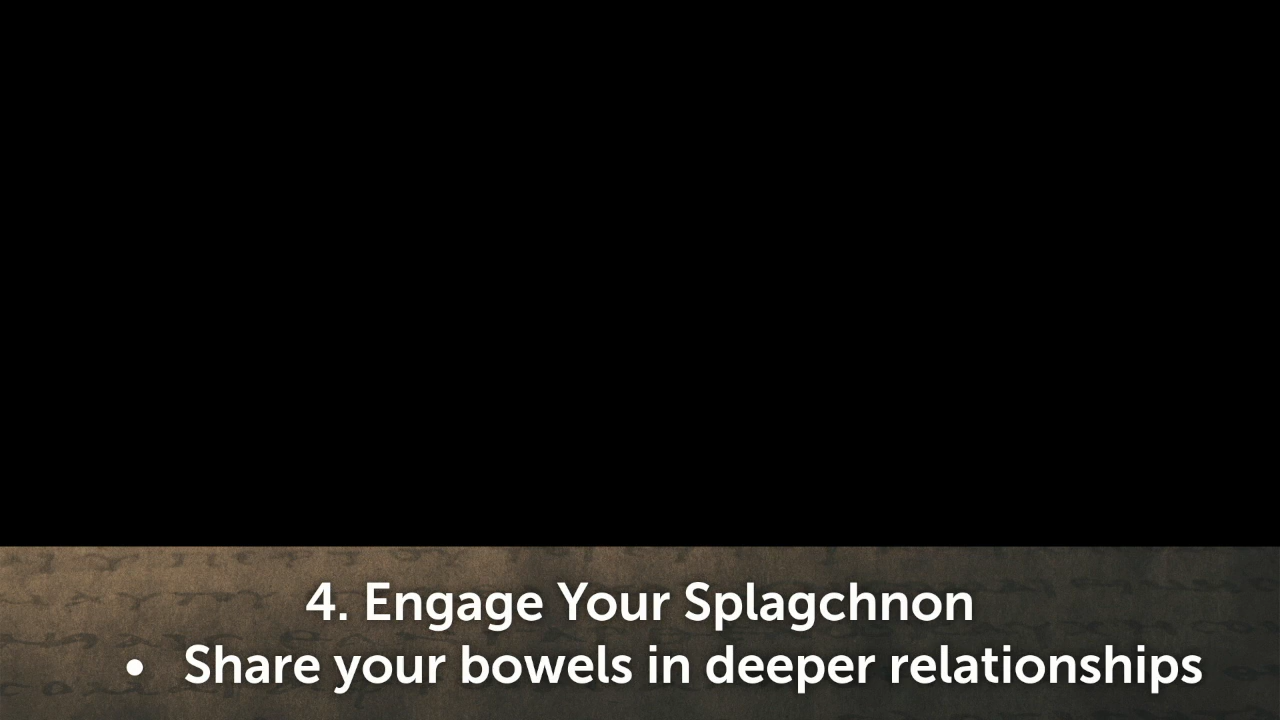 4. Engage Your Splagchnon
• Share your bowels in deeper relationships